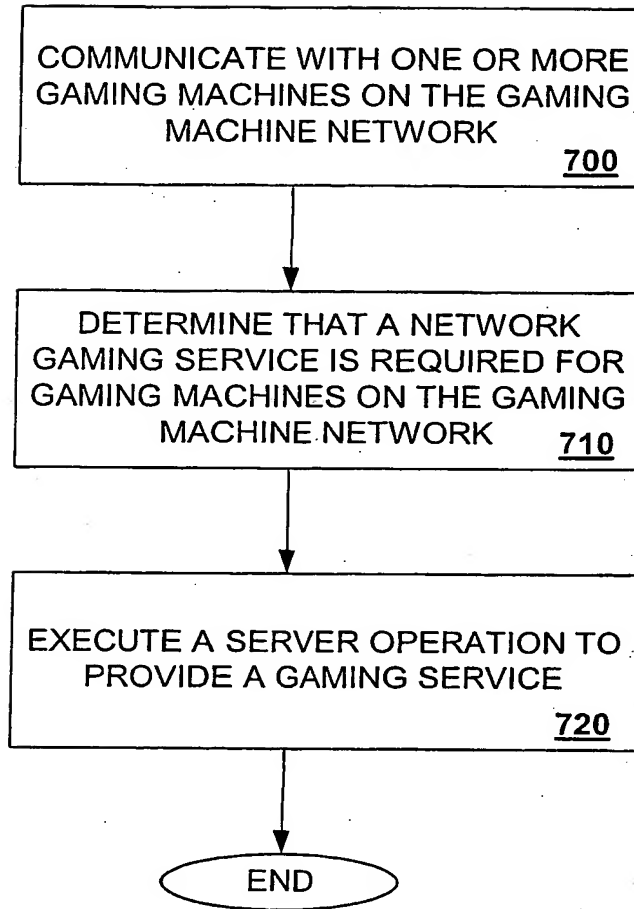 COMMUNICATE WITH ONE OR MORE
GAMING MACHINES ON THE GAMING
MACHINE NETWORK
700
DETERMINE THAT A NETWORK
GAMING SERVICE IS REQUIRED FOR
GAMING MACHINES ON THE GAMING
MACHINE NETWORK
710
EXECUTE A SERVER OPERATION TO
PROVIDE A GAMING SERVICE
720
END